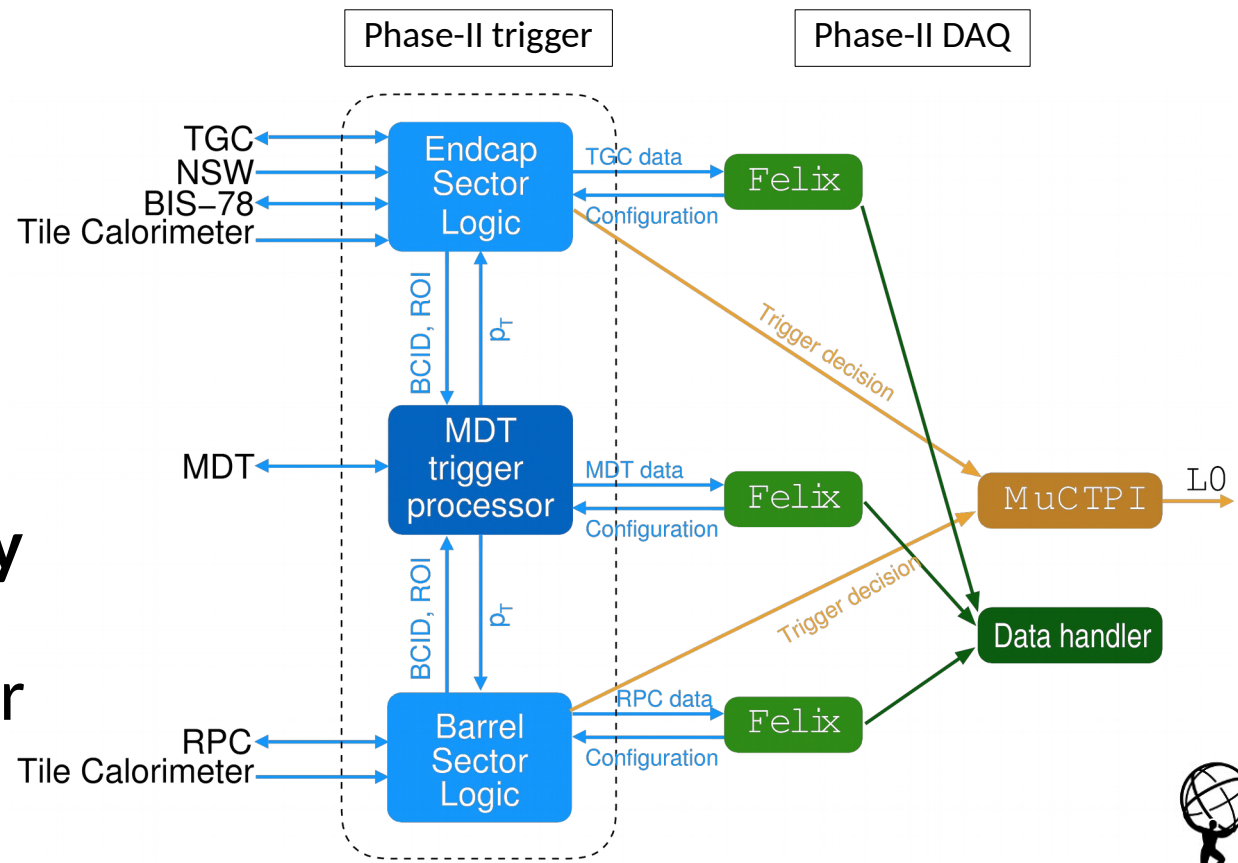 Phase-II trigger
Phase-II DAQ
TGC
NSW
BIS–78
Tile Calorimeter
Endcap
Sector
Logic
TGC data
Configuration
Felix
BCID, ROI
pT
Trigger decision
MDT
MDT
trigger
processor
MDT data
Configuration
Felix
MuCTPI
L0
y
BCID, ROI
pT
Trigger decision
Data handler
r
RPC
Tile Calorimeter
Barrel
Sector
Logic
RPC data
Configuration
Felix